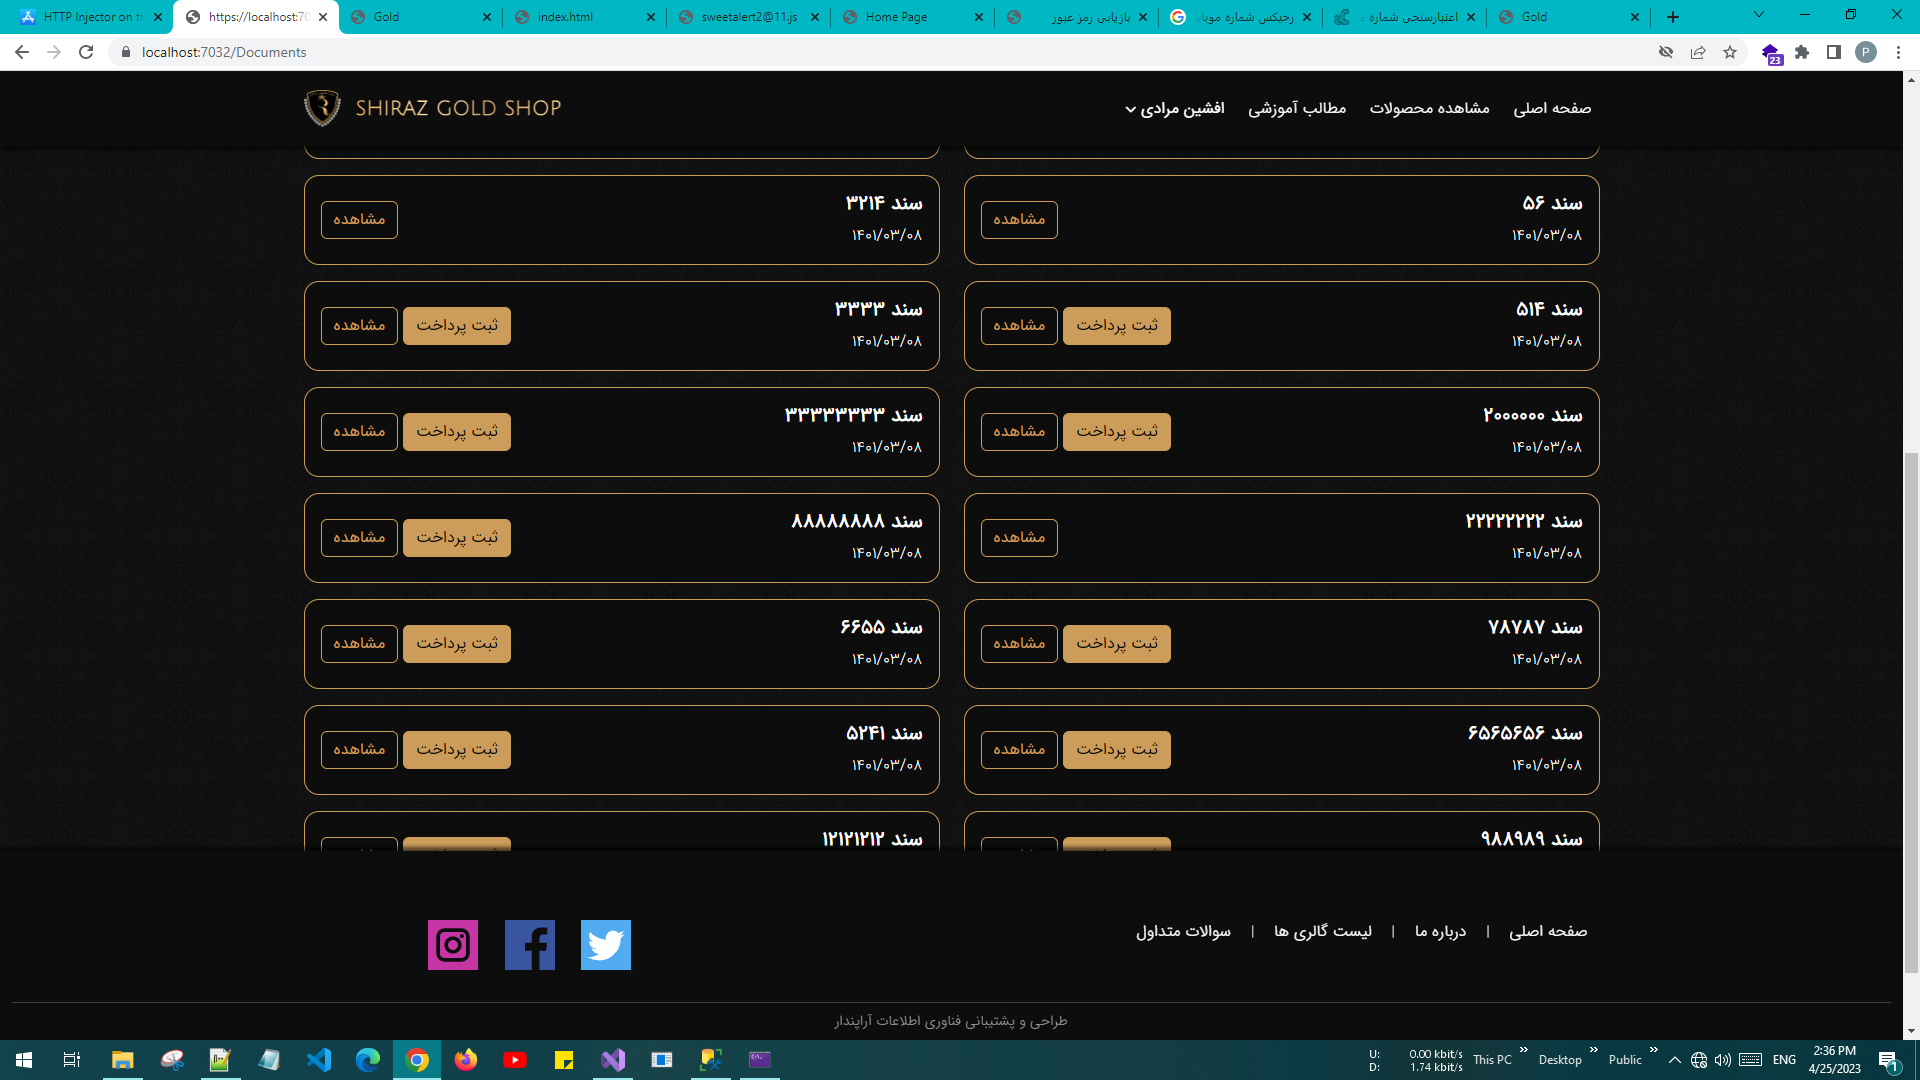 HTTP Injector on th
https://localhost:70
Gold
index.html
sweetalert2@11.js
Home Page
بازیابی رمز عبور
رجیکس شماره موبایل
اعتبارسنجی شماره
Gold
localhost:7032/Documents
23
P
SHIRAZ GOLD SHOP
صفحه اصلی
مشاهده محصولات
مطالب آموزشی
افشین مرادی
سند ۵۶
۱۴۰۱/۰۳/۰۸
مشاهده
سند ۳۲۱۴
۱۴۰۱/۰۳/۰۸
مشاهده
سند ۵۱۴
۱۴۰۱/۰۳/۰۸
ثبت پرداخت
مشاهده
سند ۳۳۳۳
۱۴۰۱/۰۳/۰۸
ثبت پرداخت
مشاهده
سند ۲۰۰۰۰۰۰
۱۴۰۱/۰۳/۰۸
ثبت پرداخت
مشاهده
سند ۳۳۳۳۳۳۳۳
۱۴۰۱/۰۳/۰۸
ثبت پرداخت
مشاهده
سند ۲۲۲۲۲۲۲۲
۱۴۰۱/۰۳/۰۸
مشاهده
سند ۸۸۸۸۸۸۸۸
۱۴۰۱/۰۳/۰۸
ثبت پرداخت
مشاهده
سند ۷۸۷۸۷
۱۴۰۱/۰۳/۰۸
ثبت پرداخت
مشاهده
سند ۶۶۵۵
۱۴۰۱/۰۳/۰۸
ثبت پرداخت
مشاهده
سند ۶۵۶۵۶۵۶
۱۴۰۱/۰۳/۰۸
ثبت پرداخت
مشاهده
سند ۵۲۴۱
۱۴۰۱/۰۳/۰۸
ثبت پرداخت
مشاهده
سند ۹۸۸۹۸۹
سند ۱۲۱۲۱۲۱۲
صفحه اصلی | درباره ما | لیست گالری ها | سوالات متداول
طراحی و پشتیبانی فناوری اطلاعات آراپندار
U: 0.00 kbit/s
D: 1.74 kbit/s
This PC
Desktop
Public
ENG
2:36 PM
4/25/2023
1